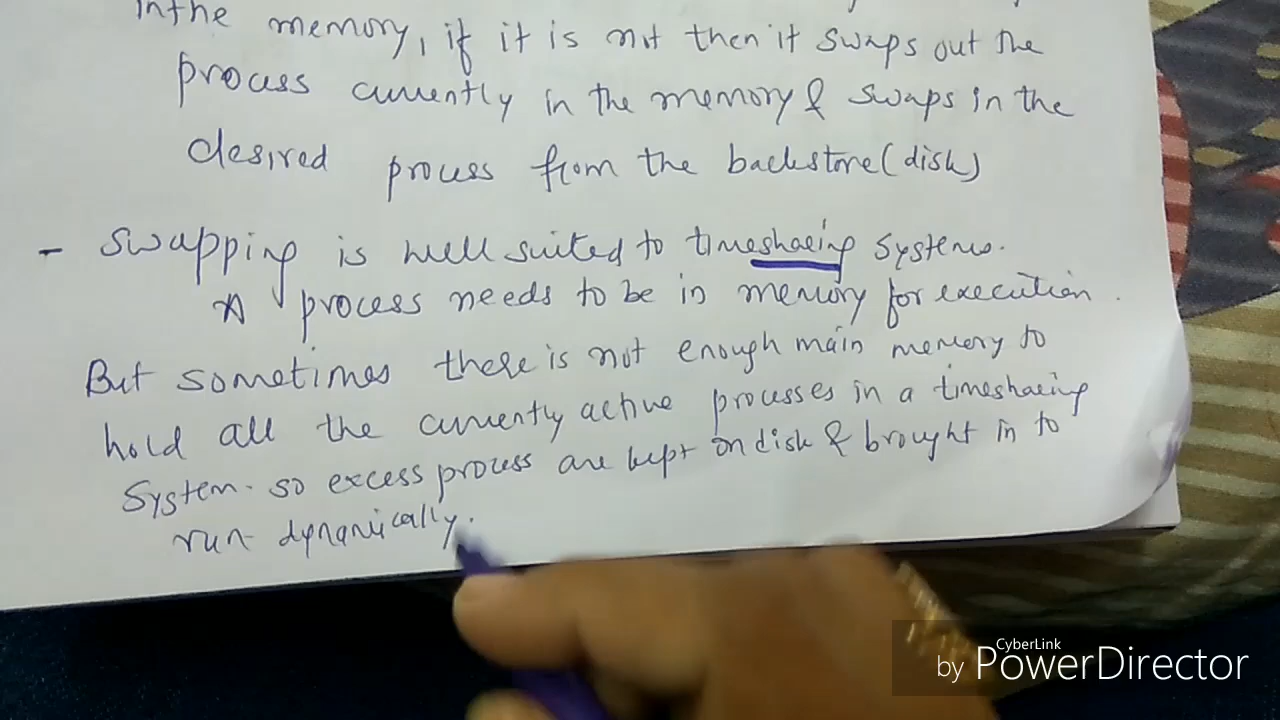 in the memory, if it is not then it swaps out the
process currently in the memory & swaps in the
desired process from the backstore (disk)
- Swapping is well suited to timesharing systems.
A process needs to be in memory for execution.
But sometimes there is not enough main memory to
hold all the currently active processes in a timesharing
System. so excess process are kept on disk & brought in to
run dynamically.
CyberLink
by PowerDirector